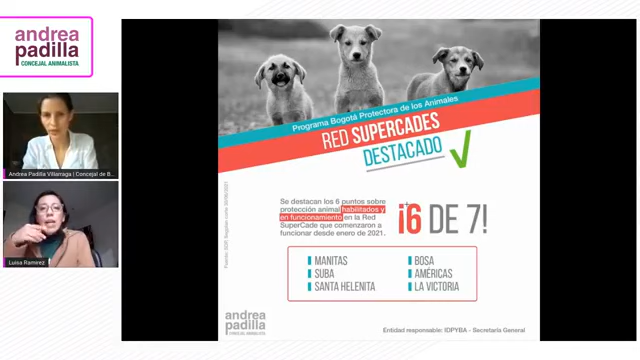 andrea
padilla
CONCEJAL ANIMALISTA
Andrea Padilla Villarraga | Concejal de B...
Luisa Ramirez
Programa Bogotá Protectora de los Animales
RED SUPERCADES
DESTACADO
Se destacan los 6 puntos sobre
protección animal habilitados y
en funcionamiento en la Red
SuperCade que comenzaron a
funcionar desde enero de 2021.
¡6 DE 7!
MANITAS
SUBA
SANTA HELENITA
BOSA
AMÉRICAS
LA VICTORIA
andrea
padilla
CONCEJAL ANIMALISTA
Entidad responsable: IDPYBA - Secretaría General